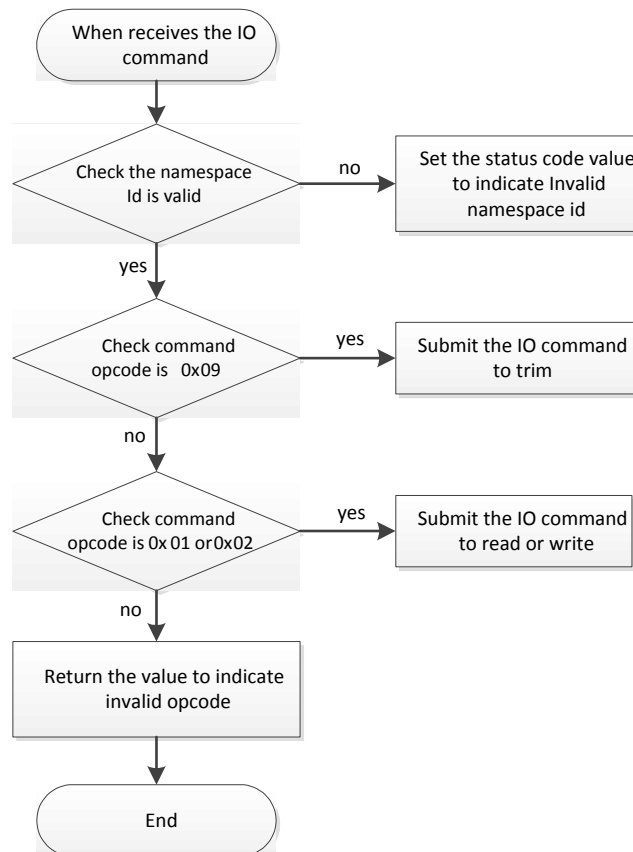 When receives the IO
command
Check the namespace
Id is valid
no
Set the status code value
to indicate Invalid
namespace id
yes
Check command
opcode is 0x09
yes
Submit the IO command
to trim
no
Check command
opcode is 0x 01 or0x02
yes
Submit the IO command
to read or write
no
Return the value to indicate
invalid opcode
End